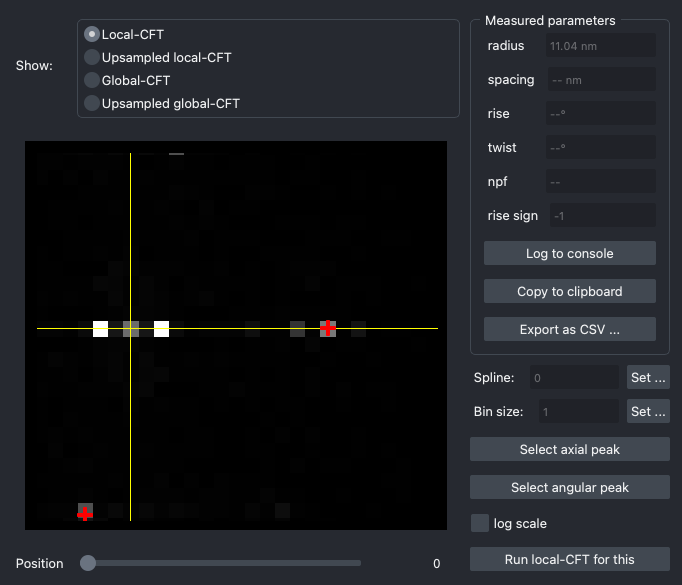 Show:
Local-CFT
Upsampled local-CFT
Global-CFT
Upsampled global-CFT
Position
0
Measured parameters
radius 11.04 nm
spacing -- nm
rise --°
twist --°
npf --
rise sign -1
Log to console
Copy to clipboard
Export as CSV ...
Spline: 0 Set ...
Bin size: 1 Set ...
Select axial peak
Select angular peak
log scale
Run local-CFT for this